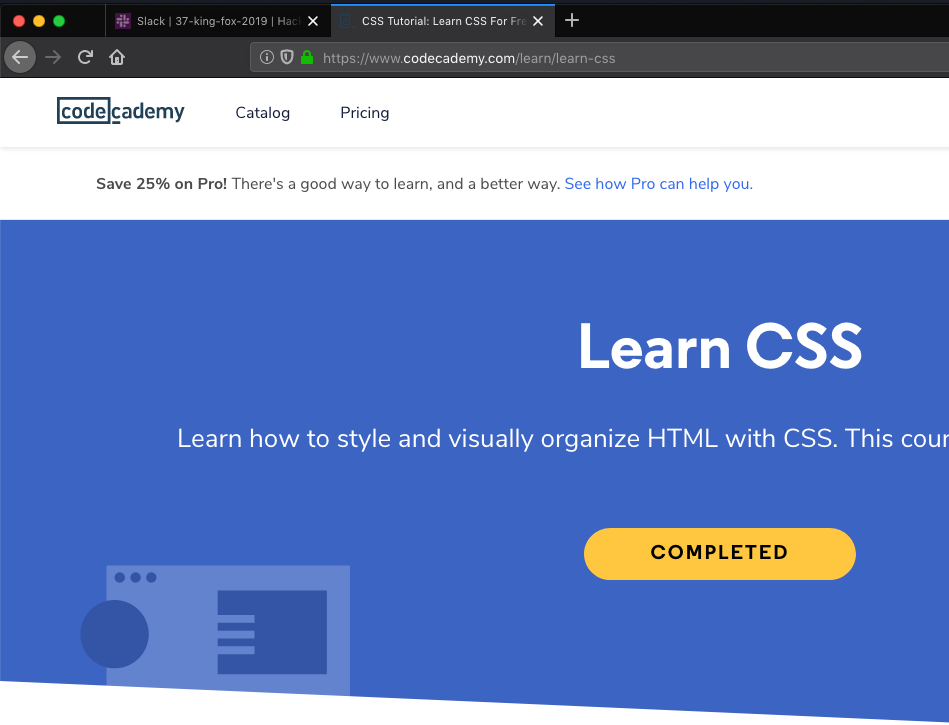 Slack | 37-king-fox-2019 | Hack
CSS Tutorial: Learn CSS For Fre
https://www.codecademy.com/learn/learn-css
codecademy
Catalog
Pricing
Save 25% on Pro! There's a good way to learn, and a better way. See how Pro can help you.
Learn CSS
Learn how to style and visually organize HTML with CSS. This cour
COMPLETED